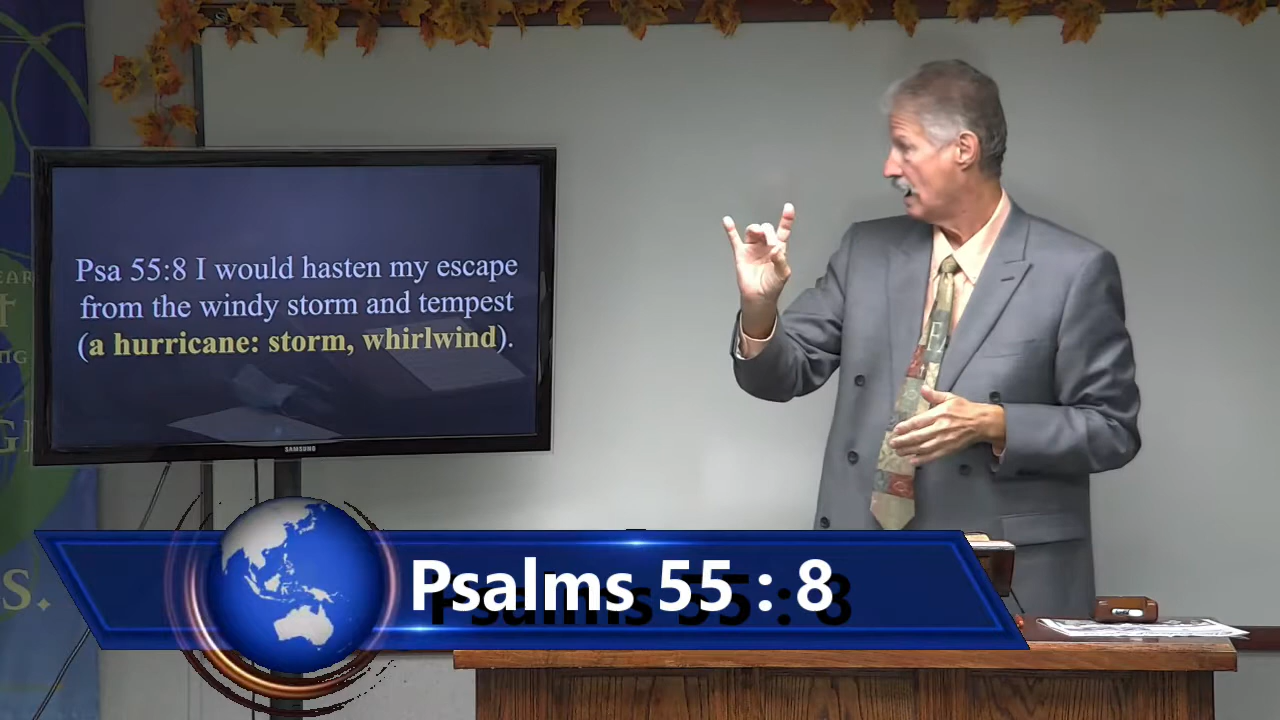 Psa 55:8 I would hasten my escape
from the windy storm and tempest
(a hurricane: storm, whirlwind).
SAMSUNG
Psalms 55 : 8